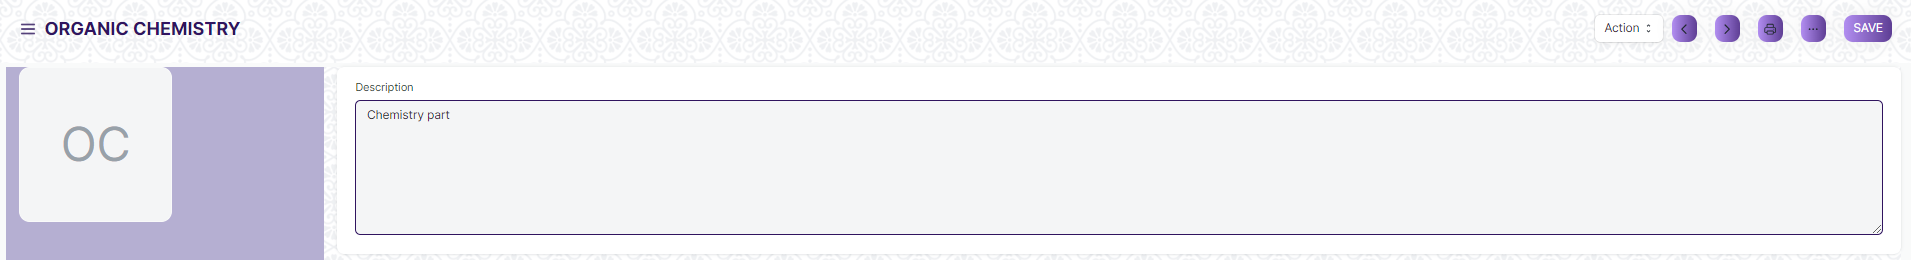 ORGANIC CHEMISTRY
Action
SAVE
OC
Description
Chemistry part